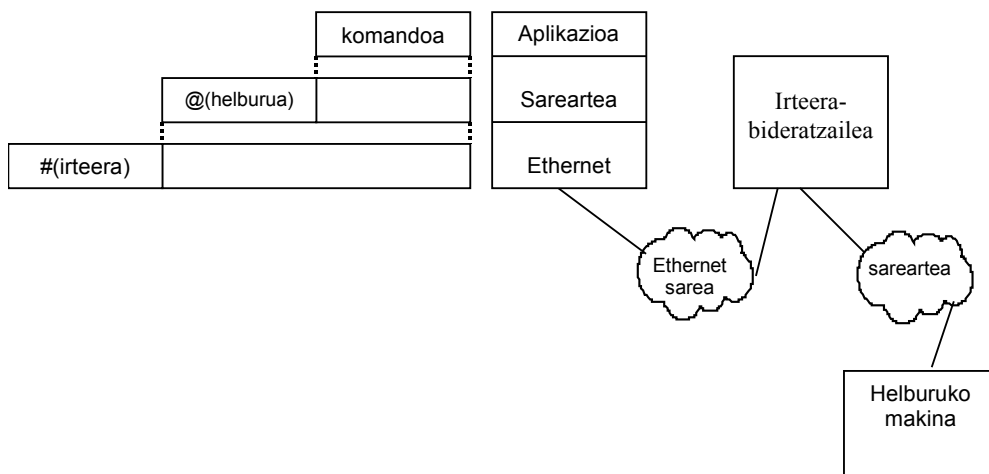 komandoa
Aplikazioa
@(helburua)
Sareartea
Irteera-
bideratzailea
#(irteera)
Ethernet
Ethernet
sarea
sareartea
Helburuko
makina